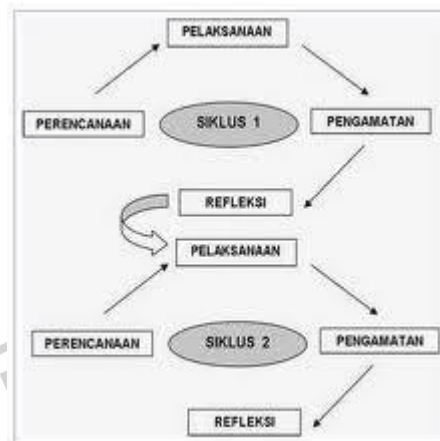 PELAKSANAAN
PERENCANAAN
SIKLUS 1
PENGAMATAN
REFLEKSI
PELAKSANAAN
PERENCANAAN
SIKLUS 2
PENGAMATAN
REFLEKSI